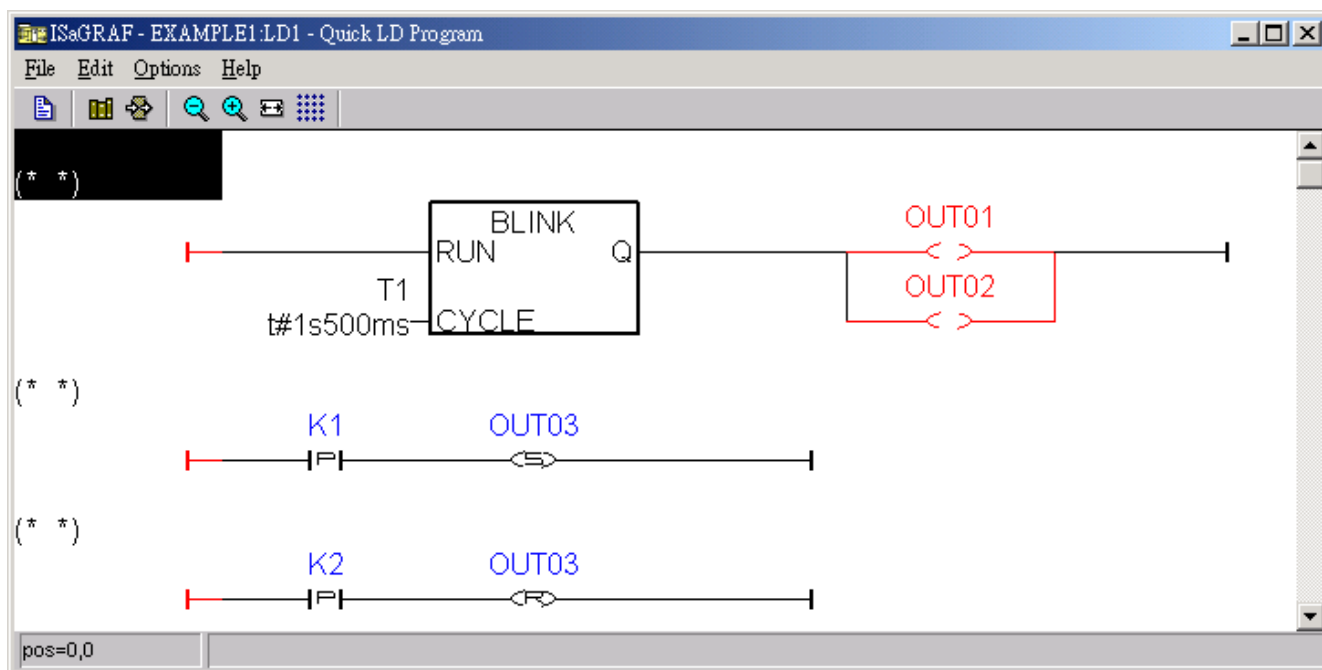 ISaGRAF - EXAMPLE1:LD1 - Quick LD Program
File Edit Options Help
(* *)
BLINK
OUT01
RUN Q
T1
OUT02
t#1s500ms CYCLE
(* *)
K1 OUT03
P S
(* *)
K2 OUT03
P R
pos=0,0